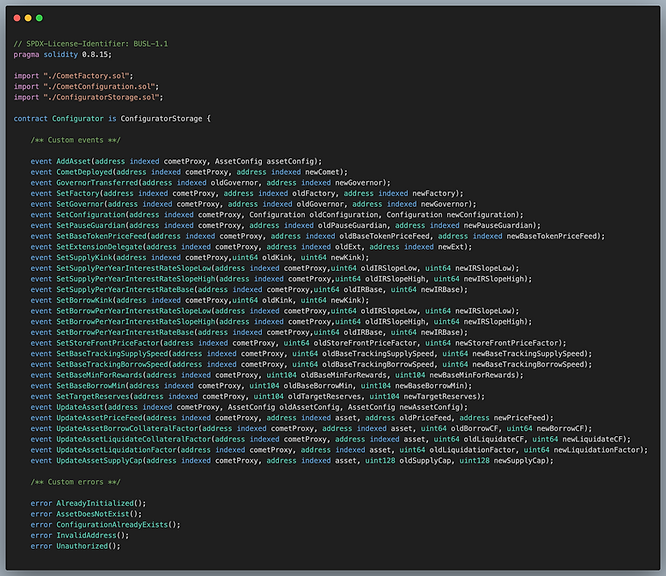 // SPDX-License-Identifier: BUSL-1.1
pragma solidity 0.8.15;
import "./CometFactory.sol";
import "./CometConfiguration.sol";
import "./ConfiguratorStorage.sol";
contract Configurator is ConfiguratorStorage {
/** Custom events **/
event AddAsset(address indexed cometProxy, AssetConfig assetConfig);
event CometDeployed(address indexed cometProxy, address indexed newComet);
event GovernorTransferred(address indexed oldGovernor, address indexed newGovernor);
event SetFactory(address indexed cometProxy, address indexed oldFactory, address indexed newFactory);
event SetGovernor(address indexed cometProxy, address indexed oldGovernor, address indexed newGovernor);
event SetConfiguration(address indexed cometProxy, Configuration oldConfiguration, Configuration newConfiguration);
event SetPauseGuardian(address indexed cometProxy, address indexed oldPauseGuardian, address indexed newPauseGuardian);
event SetBaseTokenPriceFeed(address indexed cometProxy, address indexed oldBaseTokenPriceFeed, address indexed newBaseTokenPriceFeed);
event SetExtensionDelegate(address indexed cometProxy, address indexed oldExt, address indexed newExt);
event SetSupplyKink(address indexed cometProxy,uint64 oldKink, uint64 newKink);
event SetSupplyPerYearInterestRateSlopeLow(address indexed cometProxy,uint64 oldIRSlopeLow, uint64 newIRSlopeLow);
event SetSupplyPerYearInterestRateSlopeHigh(address indexed cometProxy,uint64 oldIRSlopeHigh, uint64 newIRSlopeHigh);
event SetSupplyPerYearInterestRateBase(address indexed cometProxy,uint64 oldIRBase, uint64 newIRBase);
event SetBorrowKink(address indexed cometProxy,uint64 oldKink, uint64 newKink);
event SetBorrowPerYearInterestRateSlopeLow(address indexed cometProxy,uint64 oldIRSlopeLow, uint64 newIRSlopeLow);
event SetBorrowPerYearInterestRateSlopeHigh(address indexed cometProxy,uint64 oldIRSlopeHigh, uint64 newIRSlopeHigh);
event SetBorrowPerYearInterestRateBase(address indexed cometProxy,uint64 oldIRBase, uint64 newIRBase);
event SetStoreFrontPriceFactor(address indexed cometProxy, uint64 oldStoreFrontPriceFactor, uint64 newStoreFrontPriceFactor);
event SetBaseTrackingSupplySpeed(address indexed cometProxy, uint64 oldBaseTrackingSupplySpeed, uint64 newBaseTrackingSupplySpeed);
event SetBaseTrackingBorrowSpeed(address indexed cometProxy, uint64 oldBaseTrackingBorrowSpeed, uint64 newBaseTrackingBorrowSpeed);
event SetBaseMinForRewards(address indexed cometProxy, uint104 oldBaseMinForRewards, uint104 newBaseMinForRewards);
event SetBaseBorrowMin(address indexed cometProxy, uint104 oldBaseBorrowMin, uint104 newBaseBorrowMin);
event SetTargetReserves(address indexed cometProxy, uint104 oldTargetReserves, uint104 newTargetReserves);
event UpdateAsset(address indexed cometProxy, AssetConfig oldAssetConfig, AssetConfig newAssetConfig);
event UpdateAssetPriceFeed(address indexed cometProxy, address indexed asset, address oldPriceFeed, address newPriceFeed);
event UpdateAssetBorrowCollateralFactor(address indexed cometProxy, address indexed asset, uint64 oldBorrowCF, uint64 newBorrowCF);
event UpdateAssetLiquidateCollateralFactor(address indexed cometProxy, address indexed asset, uint64 oldLiquidateCF, uint64 newLiquidateCF);
event UpdateAssetLiquidationFactor(address indexed cometProxy, address indexed asset, uint64 oldLiquidationFactor, uint64 newLiquidationFactor);
event UpdateAssetSupplyCap(address indexed cometProxy, address indexed asset, uint128 oldSupplyCap, uint128 newSupplyCap);
/** Custom errors **/
error AlreadyInitialized();
error AssetDoesNotExist();
error ConfigurationAlreadyExists();
error InvalidAddress();
error Unauthorized();